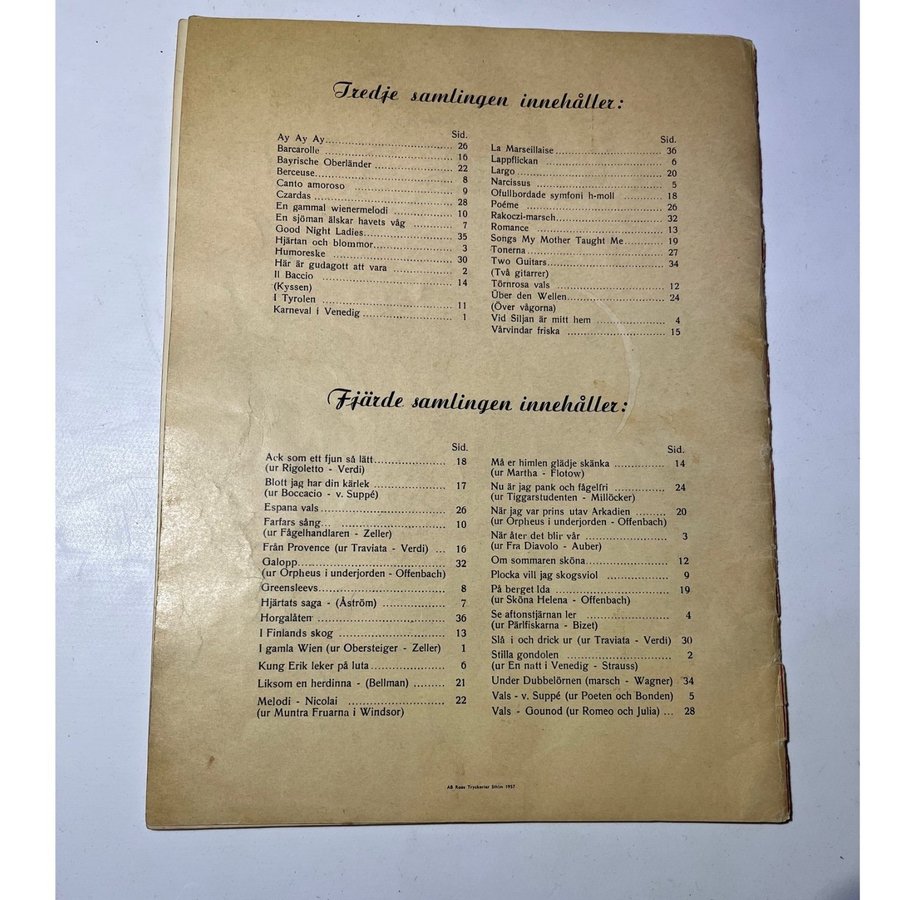 Tredje samlingen innehåller:
Sid.
Ay Ay Ay 26
Barcarolle 16
Bayrische Oberländer 22
Berceuse 8
Canto amoroso 9
Czardas 28
En gammal wienermelodi 10
En sjöman älskar havets våg 7
Good Night Ladies 35
Hjärtan och blommor 3
Humoreske 30
Här är gudagott att vara 2
Il Baccio 14
(Kyssen)
I Tyrolen 11
Karneval i Venedig 1
Sid.
La Marseillaise 36
Lappflickan 6
Largo 20
Narcissus 5
Ofullbordade symfoni h-moll 18
Poéme 26
Rakoczi-marsch 32
Romance 13
Songs My Mother Taught Me 19
Tonerna 27
Two Guitars 34
(Två gitarrer)
Törnrosa vals 12
Über den Wellen 24
(Över vågorna)
Vid Siljan är mitt hem 4
Vårvindar friska 15
Fjärde samlingen innehåller:
Sid.
Ack som ett fjun så lätt 18
(ur Rigoletto - Verdi)
Blott jag har din kärlek 17
(ur Boccacio - v. Suppé)
Espana vals 26
Farfars sång 10
(ur Fågelhandlaren - Zeller)
Från Provence (ur Traviata - Verdi) 16
Galopp 32
(ur Orpheus i underjorden - Offenbach)
Greensleevs 8
Hjärtats saga - (Åström) 7
Horgalåten 36
I Finlands skog 13
I gamla Wien (ur Obersteiger - Zeller) 1
Kung Erik leker på luta 6
Liksom en herdinna - (Bellman) 21
Melodi - Nicolai 22
(ur Muntra Fruarna i Windsor)
Sid.
Må er himlen glädje skänka 14
(ur Martha - Flotow)
Nu är jag pank och fågelfri 24
(ur Tiggarstudenten - Millöcker)
När jag var prins utav Arkadien 20
(ur Orpheus i underjorden - Offenbach)
När åter det blir vår 3
(ur Fra Diavolo - Auber)
Om sommaren sköna 12
Plocka vill jag skogsviol 9
På berget Ida 19
(ur Sköna Helena - Offenbach)
Se aftonstjärnan ler 4
(ur Pärlfiskarna - Bizet)
Slå i och drick ur (ur Traviata - Verdi) 30
Stilla gondolen 2
(ur En natt i Venedig - Strauss)
Under Dubbelörnen (marsch - Wagner) 34
Vals - v. Suppé (ur Poeten och Bonden) 5
Vals - Gounod (ur Romeo och Julia) 28
AB Roos Tryckerier Sthlm 1957